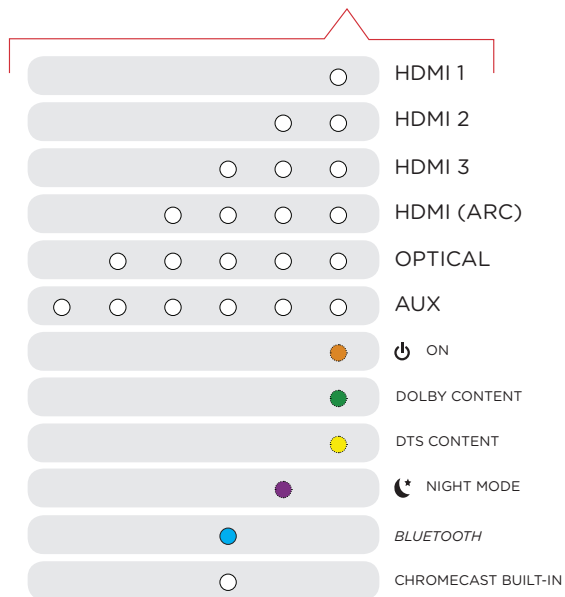 HDMI 1
HDMI 2
HDMI 3
HDMI (ARC)
OPTICAL
AUX
ON
DOLBY CONTENT
DTS CONTENT
NIGHT MODE
BLUETOOTH
CHROMECAST BUILT-IN